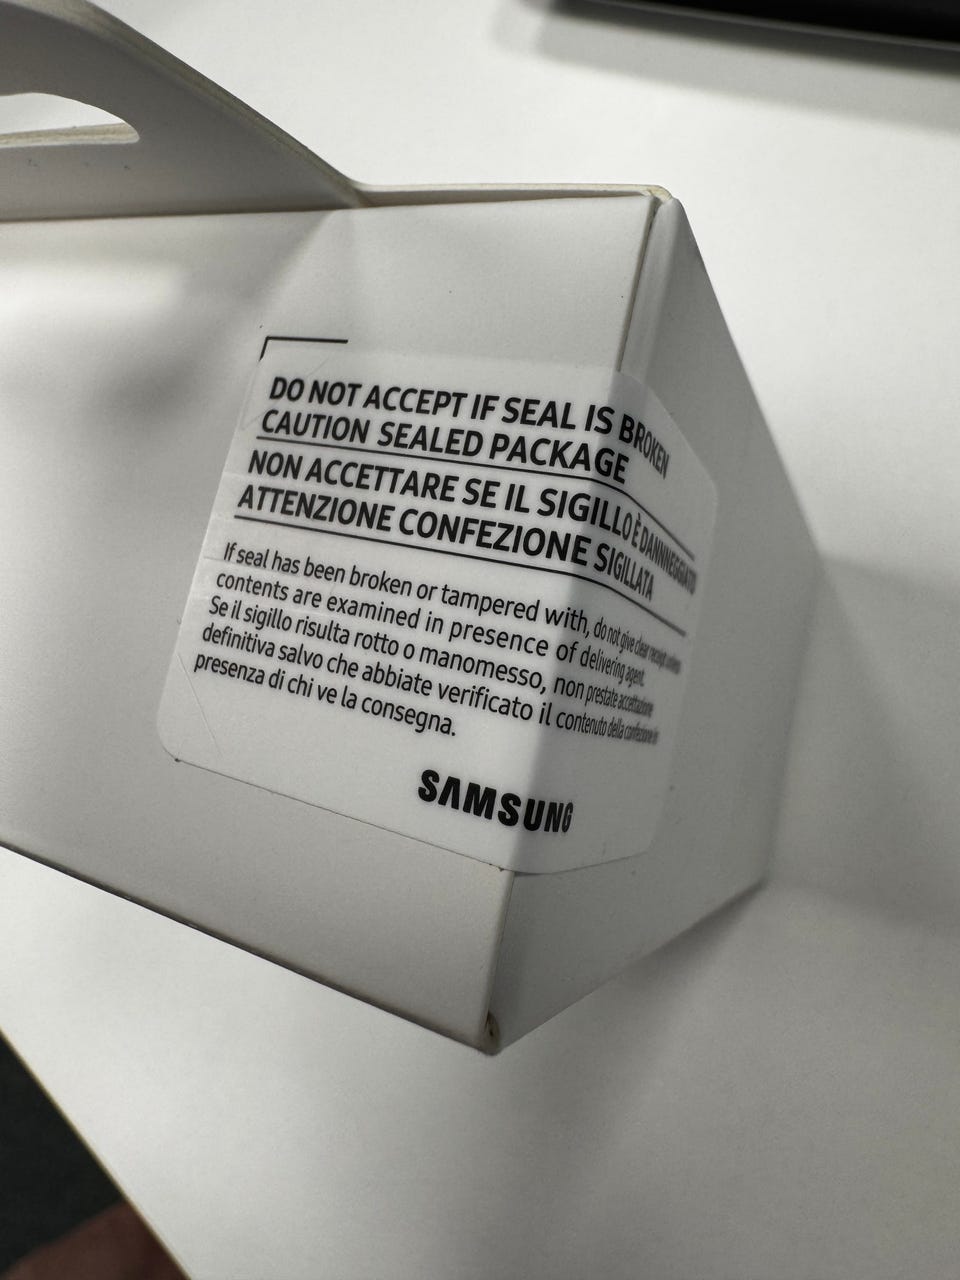 DO NOT ACCEPT IF SEAL IS BROKEN
CAUTION SEALED PACKAGE
NON ACCETTARE SE IL SIGILLO È DANNNEGGIATO
ATTENZIONE CONFEZIONE SIGILLATA
If seal has been broken or tampered with, do not give clear receipt unless
contents are examined in presence of delivering agent.
Se il sigillo risulta rotto o manomesso, non prestate accettazione
definitiva salvo che abbiate verificato il contenuto della confezione in
presenza di chi ve la consegna.
SAMSUNG